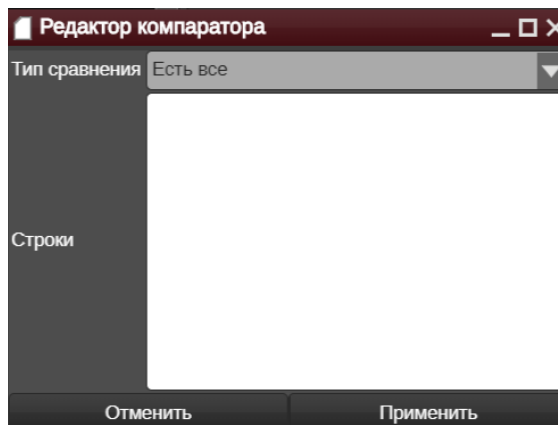 Редактор компаратора
Тип сравнения Есть все
Строки
Отменить Применить